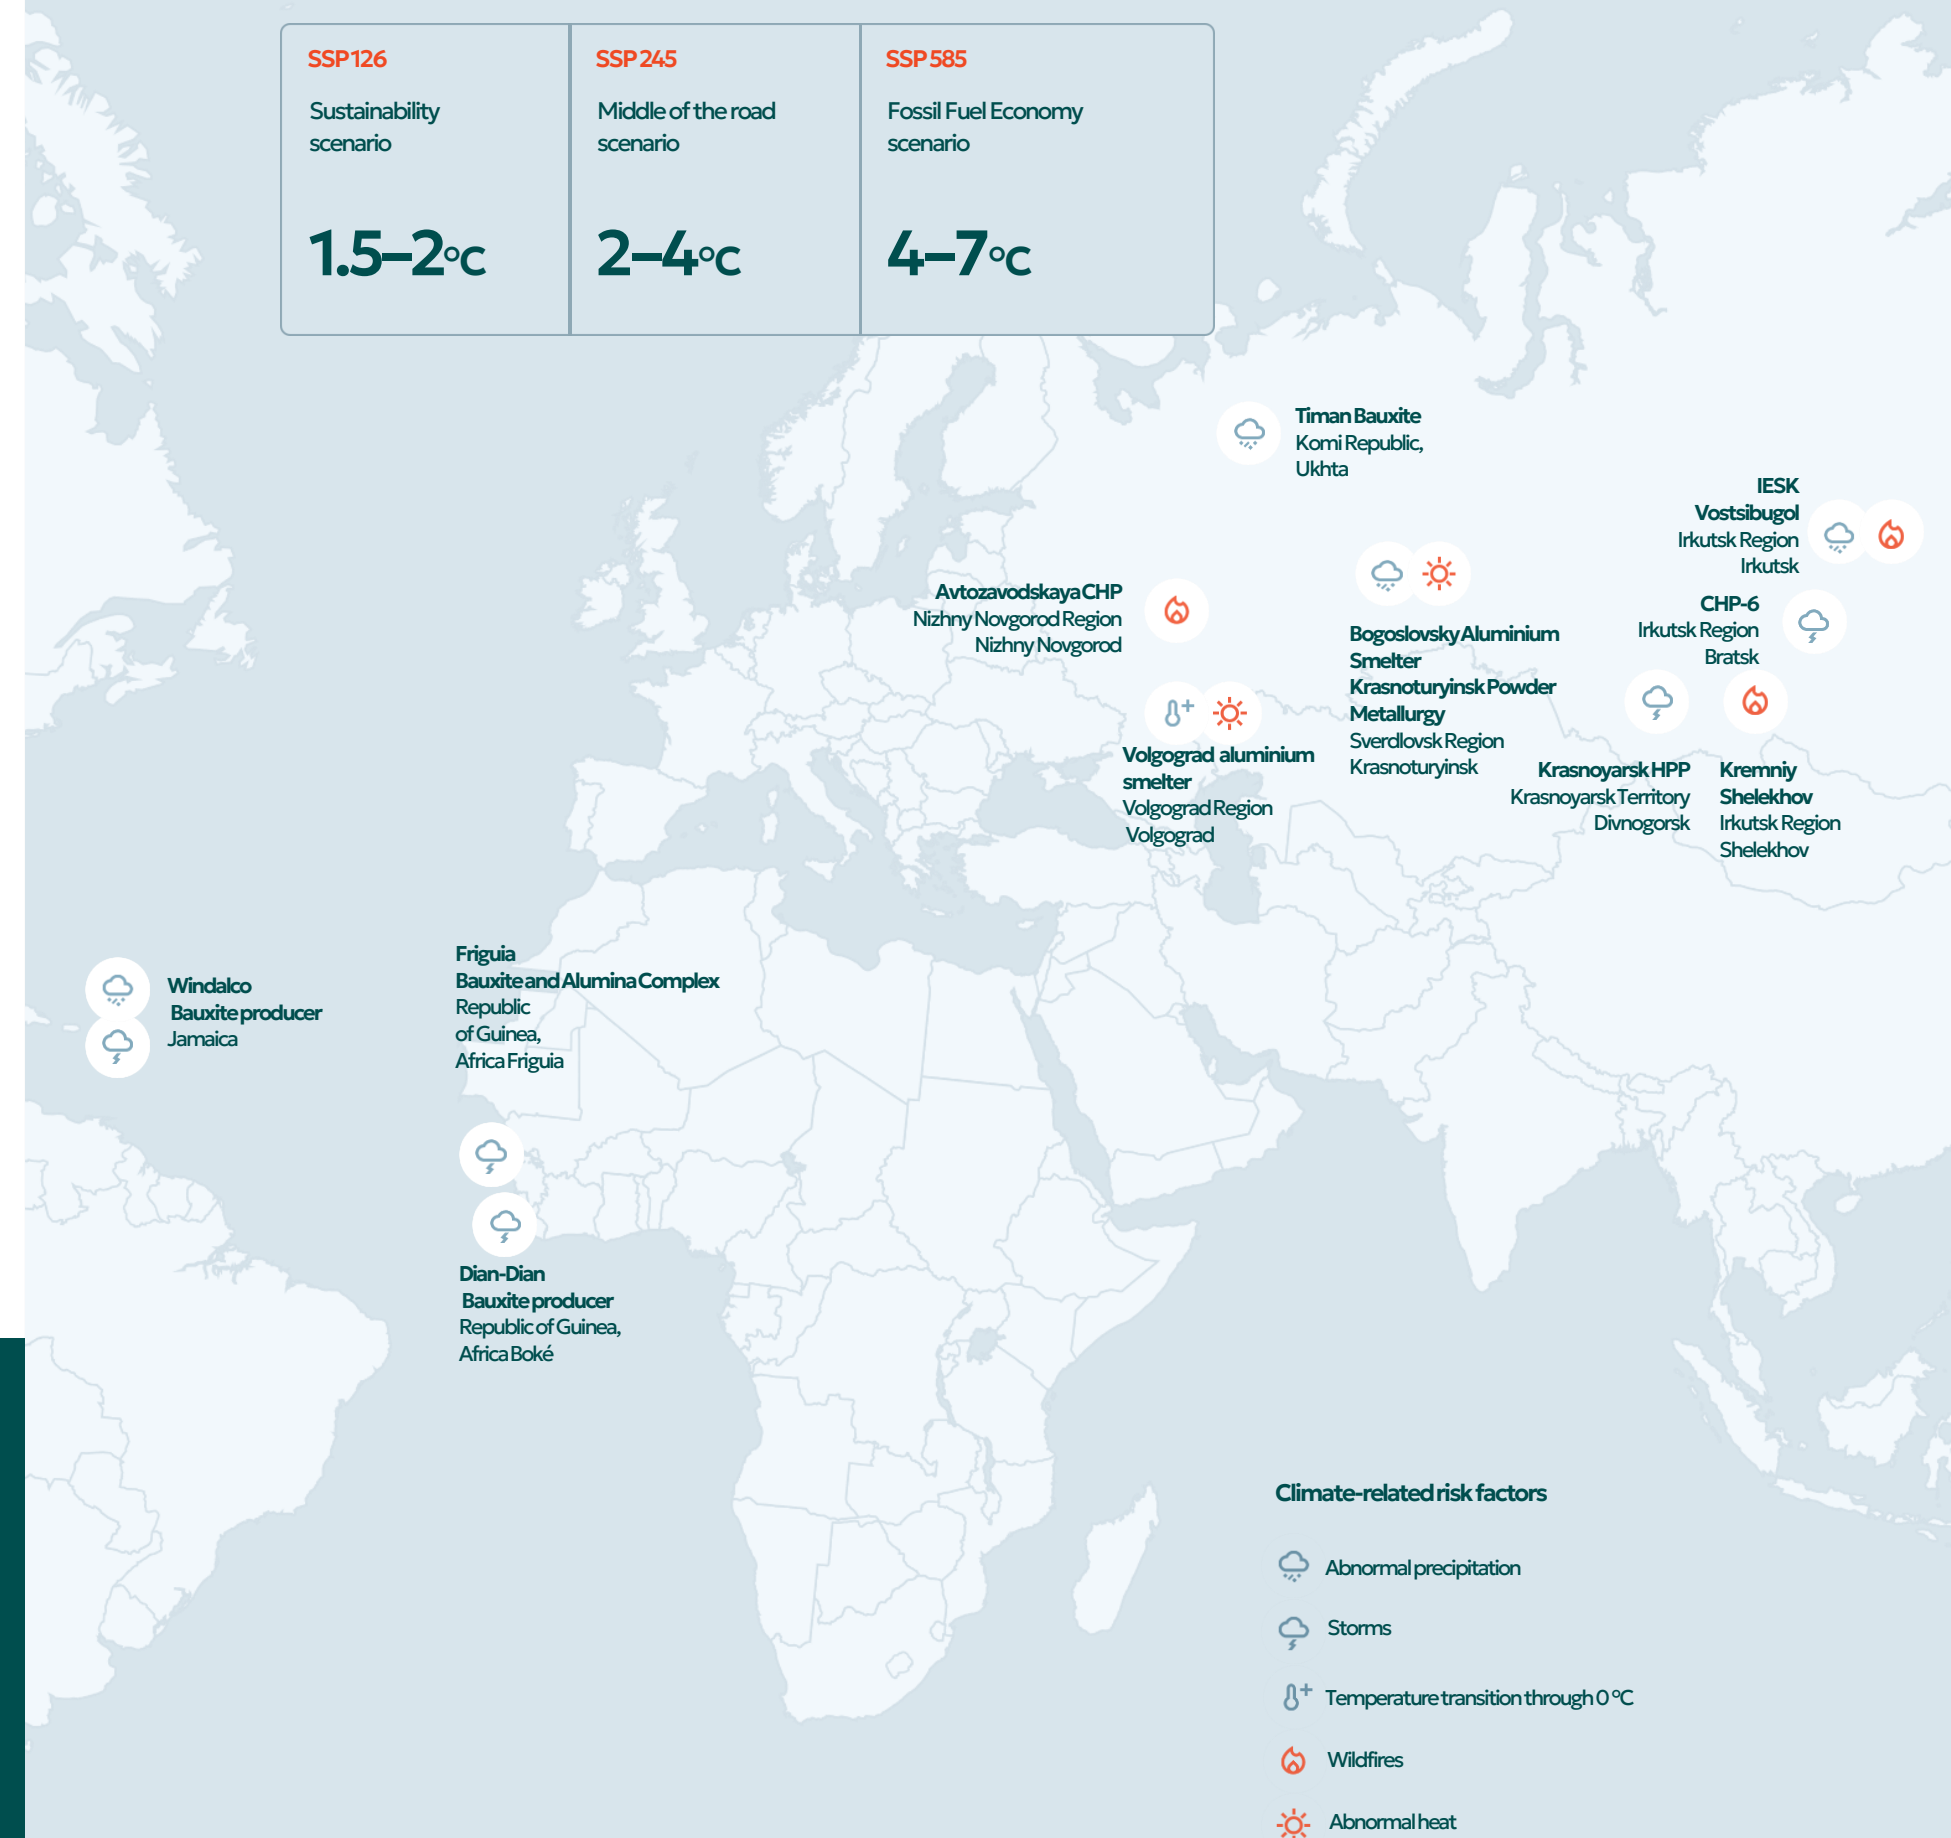 SSP 126
Sustainability
scenario
1.5–2°C
SSP 245
Middle of the road
scenario
2–4°C
SSP 585
Fossil Fuel Economy
scenario
4–7°C
Timan Bauxite
Komi Republic,
Ukhta
IESK
Vostsibugol
Irkutsk Region
Irkutsk
Avtozavodskaya CHP
Nizhny Novgorod Region
Nizhny Novgorod
CHP-6
Irkutsk Region
Bratsk
Bogoslovsky Aluminium
Smelter
Krasnoturyinsk Powder
Metallurgy
Sverdlovsk Region
Krasnoturyinsk
Volgograd aluminium
smelter
Volgograd Region
Volgograd
Krasnoyarsk HPP
Krasnoyarsk Territory
Divnogorsk
Kremniy
Shelekhov
Irkutsk Region
Shelekhov
Windalco
Bauxite producer
Jamaica
Friguia
Bauxite and Alumina Complex
Republic
of Guinea,
Africa Friguia
Dian-Dian
Bauxite producer
Republic of Guinea,
Africa Boké
Climate-related risk factors
Abnormal precipitation
Storms
Temperature transition through 0 °C
Wildfires
Abnormal heat